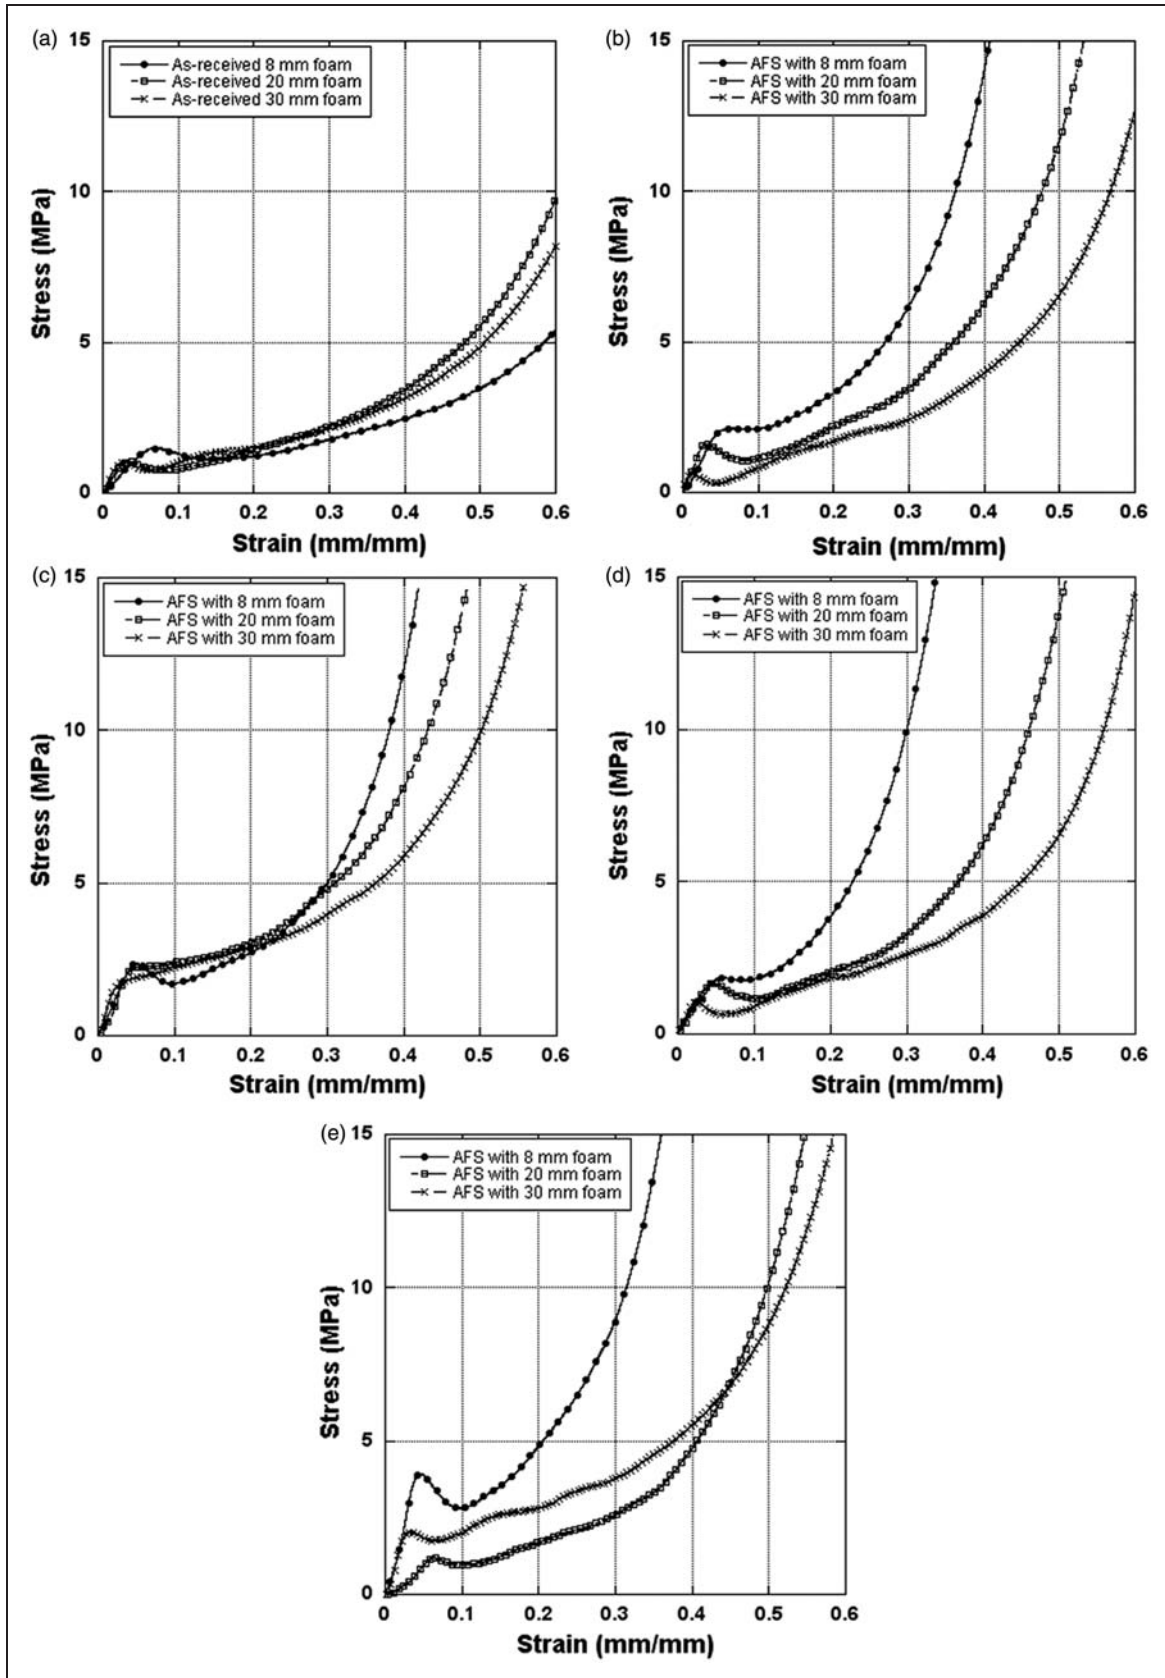 (a)
15
10
5
0
Stress (MPa)
As-received 8 mm foam
As-received 20 mm foam
As-received 30 mm foam
0 0.1 0.2 0.3 0.4 0.5 0.6
Strain (mm/mm)
(b)
15
10
5
0
Stress (MPa)
AFS with 8 mm foam
AFS with 20 mm foam
AFS with 30 mm foam
0 0.1 0.2 0.3 0.4 0.5 0.6
Strain (mm/mm)
(c)
15
10
5
0
Stress (MPa)
AFS with 8 mm foam
AFS with 20 mm foam
AFS with 30 mm foam
0 0.1 0.2 0.3 0.4 0.5 0.6
Strain (mm/mm)
(d)
15
10
5
0
Stress (MPa)
AFS with 8 mm foam
AFS with 20 mm foam
AFS with 30 mm foam
0 0.1 0.2 0.3 0.4 0.5 0.6
Strain (mm/mm)
(e)
15
10
5
0
Stress (MPa)
AFS with 8 mm foam
AFS with 20 mm foam
AFS with 30 mm foam
0 0.1 0.2 0.3 0.4 0.5 0.6
Strain (mm/mm)